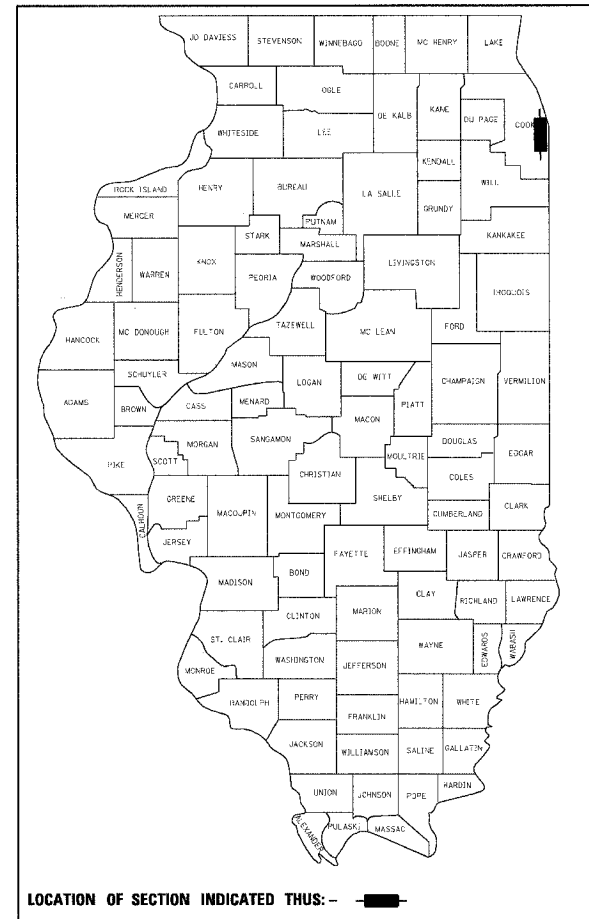 JO DAVIESS STEVENSON WINNEBAGO BOONE MC HENRY LAKE
CARROLL OGLE DE KALB KANE DU PAGE COOK
WHITESIDE LEE
KENDALL WILL
ROCK ISLAND HENRY BUREAU LA SALLE GRUNDY
MERCER PUTNAM KANKAKEE
STARK MARSHALL
HENDERSON WARREN KNOX PEORIA WOODFORD LIVINGSTON IROQUOIS
HANCOCK MC DONOUGH FULTON TAZEWELL MC LEAN FORD
MASON
SCHUYLER LOGAN DE WITT CHAMPAIGN VERMILION
ADAMS BROWN CASS MENARD PIATT
MACON
MORGAN SANGAMON DOUGLAS
PIKE SCOTT CHRISTIAN MOULTRIE COLES EDGAR
GREENE SHELBY
CALHOUN MACOUPIN MONTGOMERY CUMBERLAND CLARK
JERSEY
FAYETTE EFFINGHAM JASPER CRAWFORD
MADISON BOND
CLAY RICHLAND LAWRENCE
CLINTON MARION
ST. CLAIR WAYNE EDWARDS WABASH
WASHINGTON JEFFERSON
MONROE
RANDOLPH PERRY HAMILTON WHITE
FRANKLIN
JACKSON WILLIAMSON SALINE GALLATIN
UNION JOHNSON POPE HARDIN
ALEXANDER PULASKI MASSAC
LOCATION OF SECTION INDICATED THUS: -